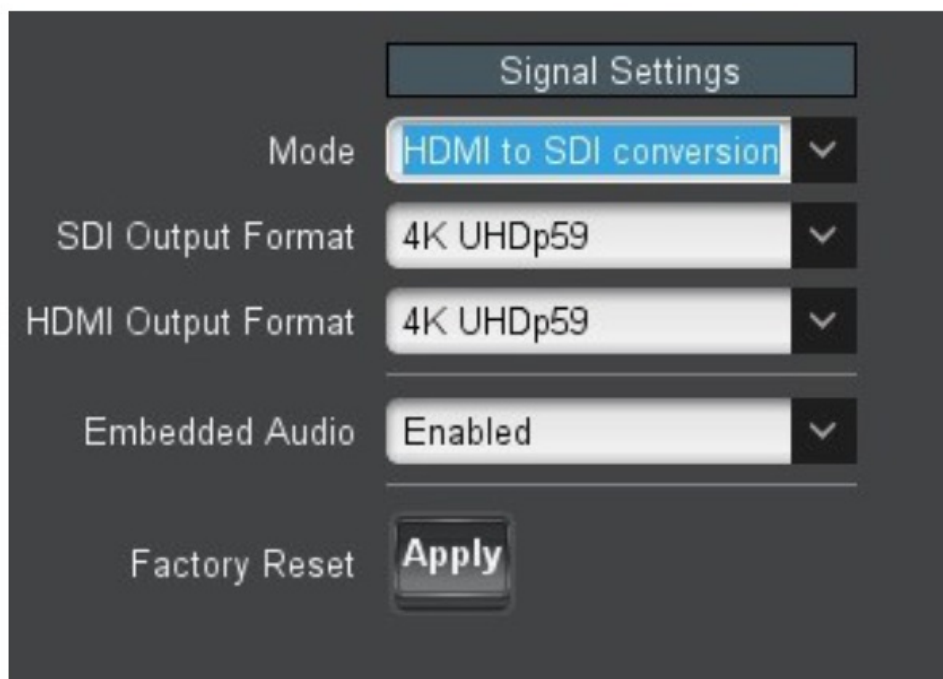 Signal Settings
Mode HDMI to SDI conversion
SDI Output Format 4K UHDp59
HDMI Output Format 4K UHDp59
Embedded Audio Enabled
Factory Reset Apply